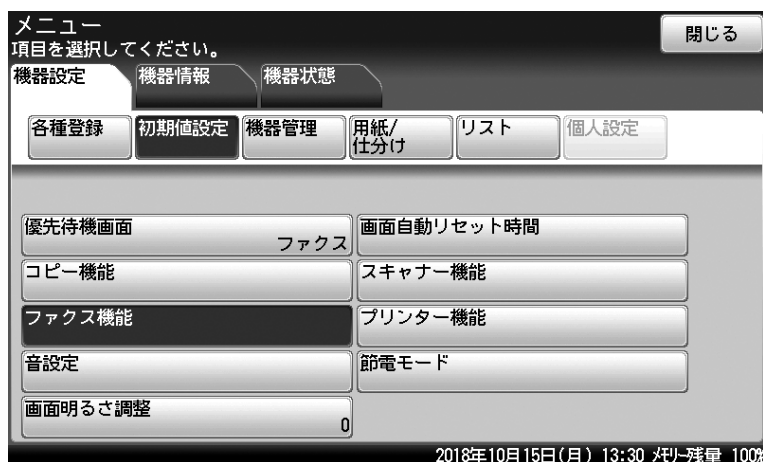 メニュー
項目を選択してください。
閉じる
機器設定 機器情報 機器状態
各種登録 初期値設定 機器管理 用紙/ リスト 個人設定
仕分け
優先待機画面 画面自動リセット時間
ファクス
コピー機能 スキャナー機能
ファクス機能 プリンター機能
音設定 節電モード
画面明るさ調整
0
2018年10月15日(月) 13:30 ﾒﾓﾘｰ残量 100%